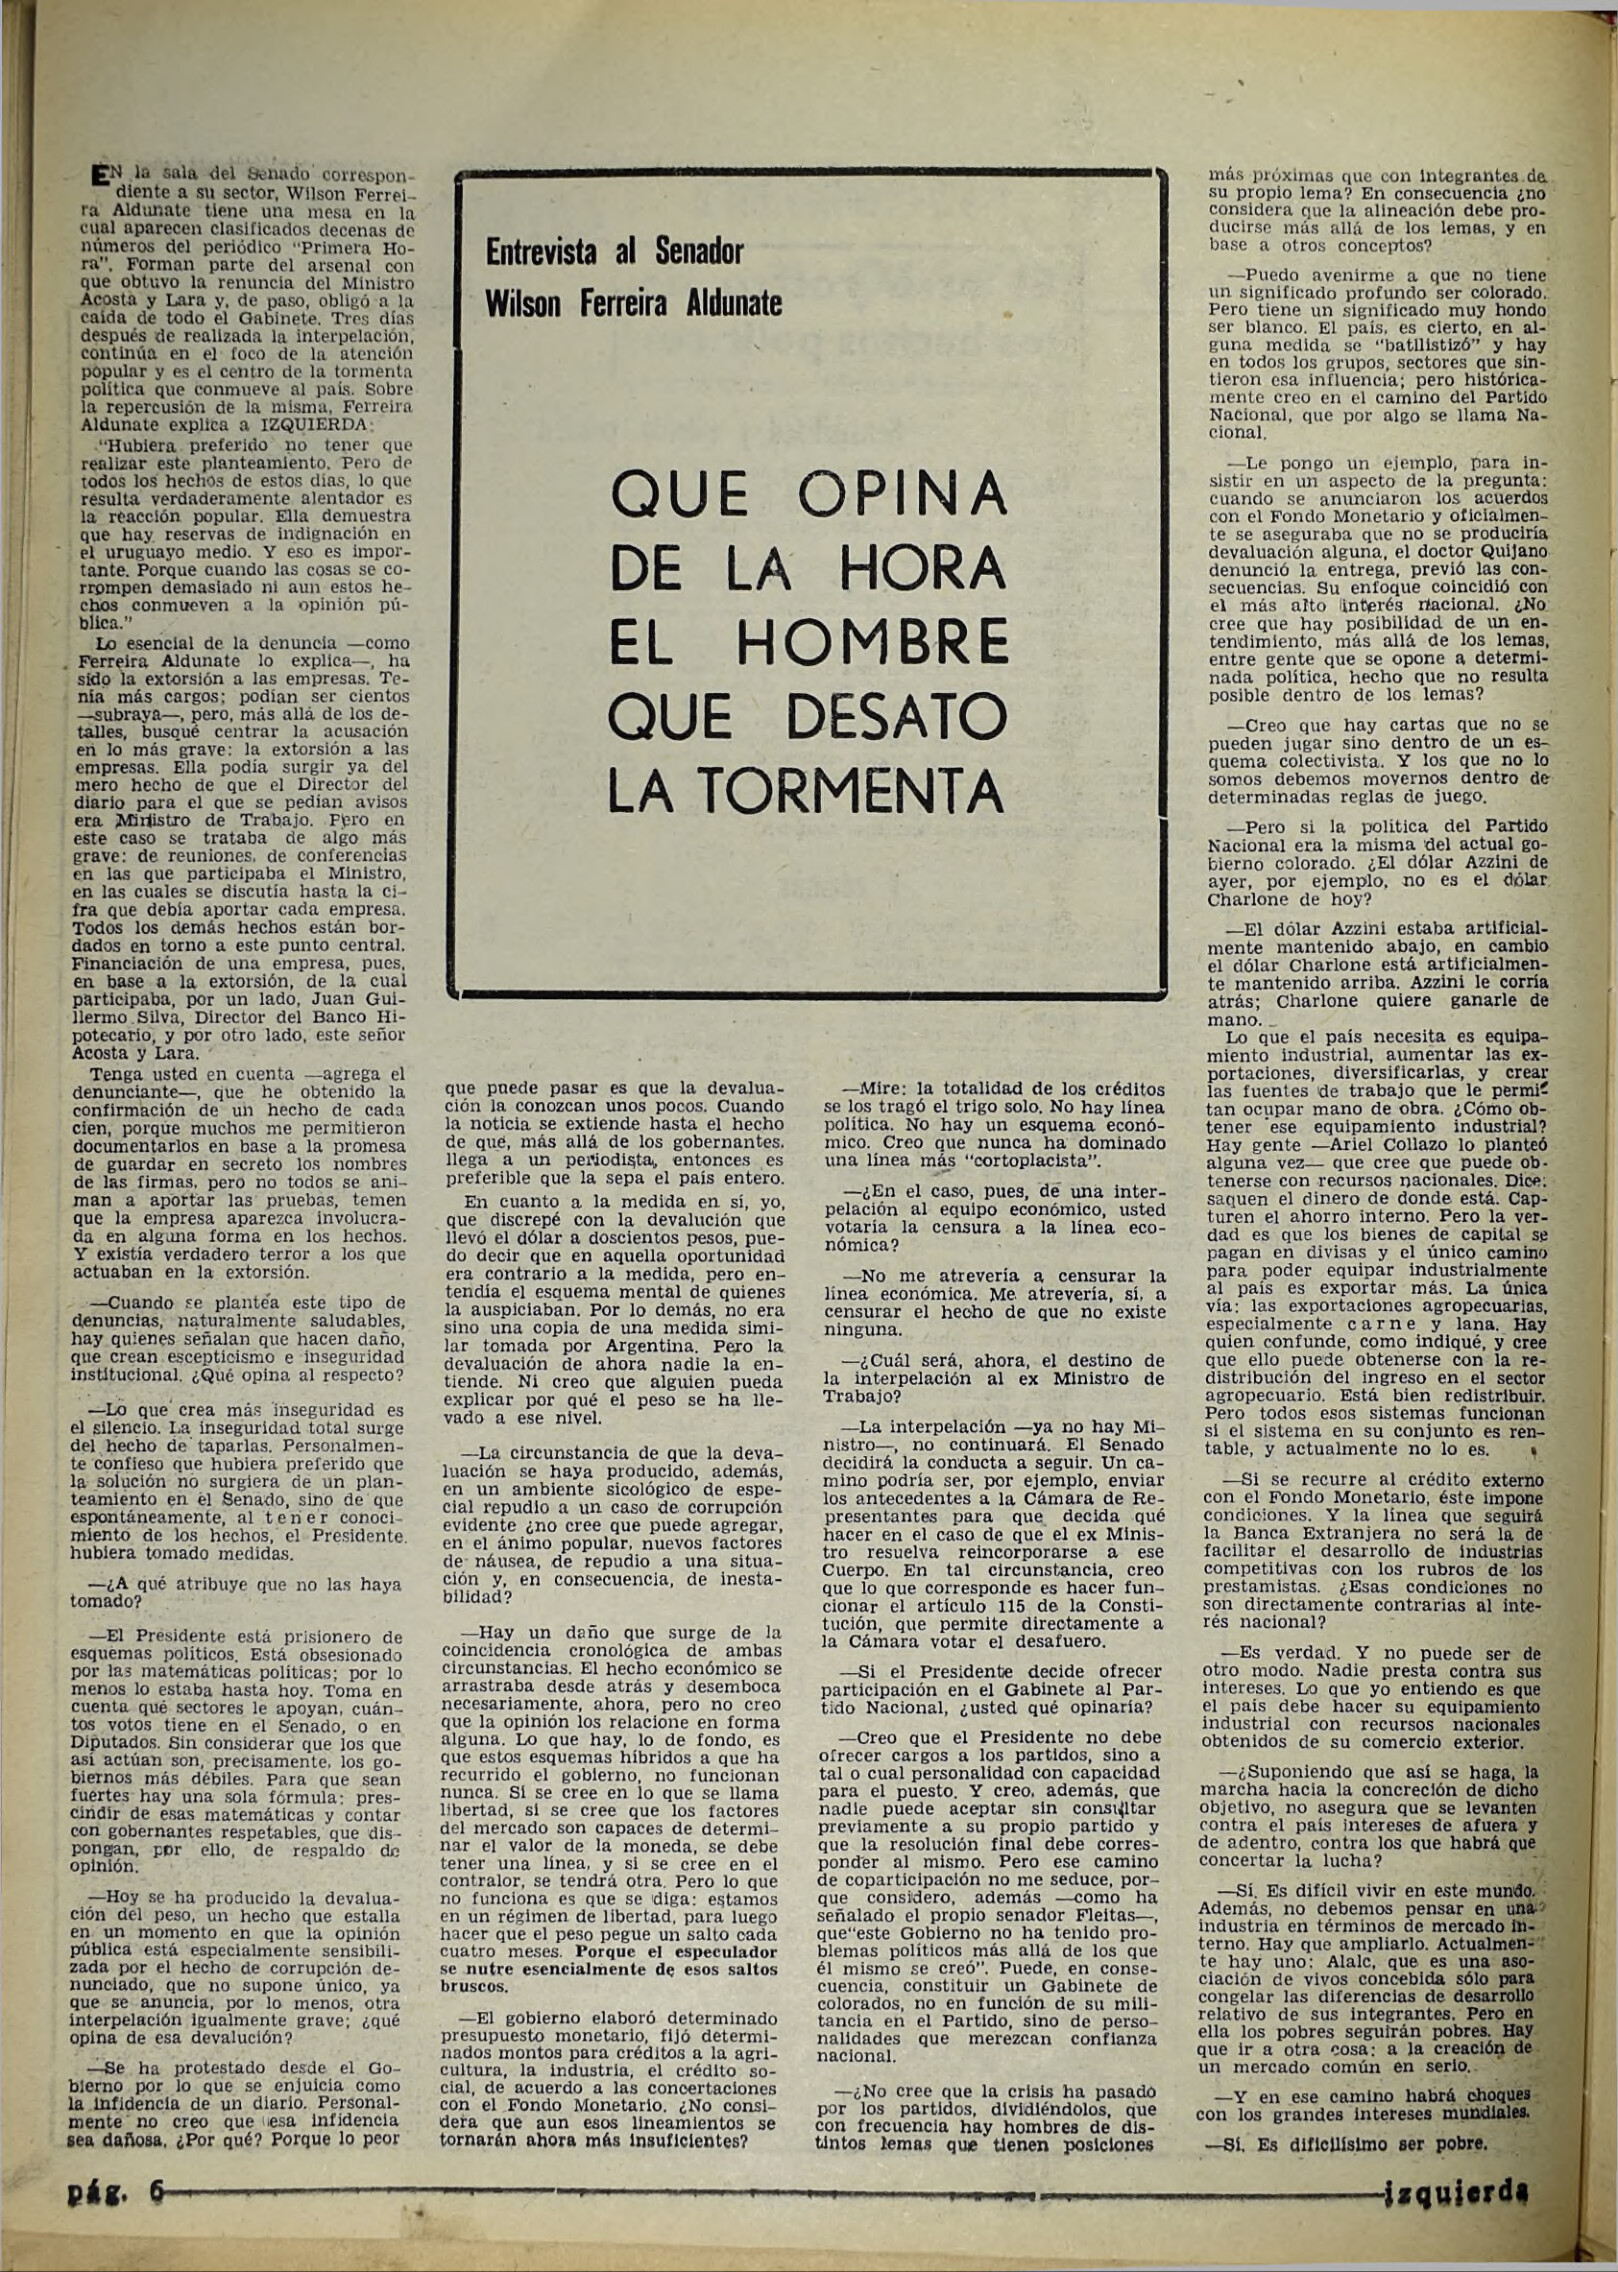 Entrevista al Senador
Wilson Ferreira Aldunate
QUE OPINA
DE LA HORA
EL HOMBRE
QUE DESATO
LA TORMENTA
EN la sala del Senado correspon-
diente a su sector, Wilson Ferrei-
ra Aldunate tiene una mesa en la
cual aparecen clasificados decenas de
números del periódico "Primera Ho-
ra". Forman parte del arsenal con
que obtuvo la renuncia del Ministro
Acosta y Lara y, de paso, obligó a la
caída de todo el Gabinete. Tres días
después de realizada la interpelación,
continúa en el foco de la atención
popular y es el centro de la tormenta
política que conmueve al país. Sobre
la repercusión de la misma, Ferreira
Aldunate explica a IZQUIERDA:
"Hubiera preferido no tener que
realizar este planteamiento. Pero de
todos los hechos de estos días, lo que
resulta verdaderamente alentador es
la reacción popular. Ella demuestra
que hay reservas de indignación en
el uruguayo medio. Y eso es impor-
tante. Porque cuando las cosas se co-
rrompen demasiado ni aun estos he-
chos conmueven a la opinión pú-
blica."
Lo esencial de la denuncia —como
Ferreira Aldunate lo explica—, ha
sido la extorsión a las empresas. Te-
nía más cargos; podían ser cientos
—subraya—, pero, más allá de los de-
talles, busqué centrar la acusación
en lo más grave: la extorsión a las
empresas. Ella podía surgir ya del
mero hecho de que el Director del
diario para el que se pedían avisos
era Ministro de Trabajo. Pero en
este caso se trataba de algo más
grave: de reuniones, de conferencias
en las que participaba el Ministro,
en las cuales se discutía hasta la ci-
fra que debía aportar cada empresa.
Todos los demás hechos están bor-
dados en torno a este punto central.
Financiación de una empresa, pues,
en base a la extorsión, de la cual
participaba, por un lado, Juan Gui-
llermo Silva, Director del Banco Hi-
potecario, y por otro lado, este señor
Acosta y Lara.
Tenga usted en cuenta —agrega el
denunciante—, que he obtenido la
confirmación de un hecho de cada
cien, porque muchos me permitieron
documentarlos en base a la promesa
de guardar en secreto los nombres
de las firmas, pero no todos se ani-
man a aportar las pruebas, temen
que la empresa aparezca involucra-
da en alguna forma en los hechos.
Y existía verdadero terror a los que
actuaban en la extorsión.
—Cuando se plantea este tipo de
denuncias, naturalmente saludables,
hay quienes señalan que hacen daño,
que crean escepticismo e inseguridad
institucional. ¿Qué opina al respecto?
—Lo que crea más inseguridad es
el silencio. La inseguridad total surge
del hecho de taparlas. Personalmen-
te confieso que hubiera preferido que
la solución no surgiera de un plan-
teamiento en el Senado, sino de que
espontáneamente, al tener conoci-
miento de los hechos, el Presidente
hubiera tomado medidas.
—¿A qué atribuye que no las haya
tomado?
—El Presidente está prisionero de
esquemas políticos. Está obsesionado
por las matemáticas políticas; por lo
menos lo estaba hasta hoy. Toma en
cuenta qué sectores le apoyan, cuán-
tos votos tiene en el Senado, o en
Diputados. Sin considerar que los que
así actúan son, precisamente, los go-
biernos más débiles. Para que sean
fuertes hay una sola fórmula: pres-
cindir de esas matemáticas y contar
con gobernantes respetables, que dis-
pongan, por ello, de respaldo de
opinión.
—Hoy se ha producido la devalua-
ción del peso, un hecho que estalla
en un momento en que la opinión
pública está especialmente sensibili-
zada por el hecho de corrupción de-
nunciado, que no supone único, ya
que se anuncia, por lo menos, otra
interpelación igualmente grave; ¿qué
opina de esa devalución?
—Se ha protestado desde el Go-
bierno por lo que se enjuicia como
la infidencia de un diario. Personal-
mente no creo que esa infidencia
sea dañosa. ¿Por qué? Porque lo peor
que puede pasar es que la devalua-
ción la conozcan unos pocos. Cuando
la noticia se extiende hasta el hecho
de que, más allá de los gobernantes,
llega a un periodista, entonces es
preferible que la sepa el país entero.
En cuanto a la medida en sí, yo,
que discrepé con la devalución que
llevó el dólar a doscientos pesos, pue-
do decir que en aquella oportunidad
era contrario a la medida, pero en-
tendía el esquema mental de quienes
la auspiciaban. Por lo demás, no era
sino una copia de una medida simi-
lar tomada por Argentina. Pero la
devaluación de ahora nadie la en-
tiende. Ni creo que alguien pueda
explicar por qué el peso se ha lle-
vado a ese nivel.
—La circunstancia de que la deva-
luación se haya producido, además,
en un ambiente sicológico de espe-
cial repudio a un caso de corrupción
evidente ¿no cree que puede agregar,
en el ánimo popular, nuevos factores
de náusea, de repudio a una situa-
ción y, en consecuencia, de inesta-
bilidad?
—Hay un daño que surge de la
coincidencia cronológica de ambas
circunstancias. El hecho económico se
arrastraba desde atrás y desemboca
necesariamente, ahora, pero no creo
que la opinión los relacione en forma
alguna. Lo que hay, lo de fondo, es
que estos esquemas híbridos a que ha
recurrido el gobierno, no funcionan
nunca. Si se cree en lo que se llama
libertad, si se cree que los factores
del mercado son capaces de determi-
nar el valor de la moneda, se debe
tener una línea, y si se cree en el
contralor, se tendrá otra. Pero lo que
no funciona es que se diga: estamos
en un régimen de libertad, para luego
hacer que el peso pegue un salto cada
cuatro meses. Porque el especulador
se nutre esencialmente de esos saltos
bruscos.
—El gobierno elaboró determinado
presupuesto monetario, fijó determi-
nados montos para créditos a la agri-
cultura, la industria, el crédito so-
cial, de acuerdo a las concertaciones
con el Fondo Monetario. ¿No consi-
dera que aun esos lineamientos se
tornarán ahora más insuficientes?
—Mire: la totalidad de los créditos
se los tragó el trigo solo. No hay línea
política. No hay un esquema econó-
mico. Creo que nunca ha dominado
una línea más "cortoplacista".
—¿En el caso, pues, de una inter-
pelación al equipo económico, usted
votaría la censura a la línea eco-
nómica?
—No me atrevería a censurar la
línea económica. Me atrevería, sí, a
censurar el hecho de que no existe
ninguna.
—¿Cuál será, ahora, el destino de
la interpelación al ex Ministro de
Trabajo?
—La interpelación —ya no hay Mi-
nistro—, no continuará. El Senado
decidirá la conducta a seguir. Un ca-
mino podría ser, por ejemplo, enviar
los antecedentes a la Cámara de Re-
presentantes para que decida qué
hacer en el caso de que el ex Minis-
tro resuelva reincorporarse a ese
Cuerpo. En tal circunstancia, creo
que lo que corresponde es hacer fun-
cionar el artículo 115 de la Consti-
tución, que permite directamente a
la Cámara votar el desafuero.
—Si el Presidente decide ofrecer
participación en el Gabinete al Par-
tido Nacional, ¿usted qué opinaría?
—Creo que el Presidente no debe
ofrecer cargos a los partidos, sino a
tal o cual personalidad con capacidad
para el puesto. Y creo, además, que
nadie puede aceptar sin consultar
previamente a su propio partido y
que la resolución final debe corres-
ponder al mismo. Pero ese camino
de coparticipación no me seduce, por-
que considero, además —como ha
señalado el propio senador Fleitas—,
que"este Gobierno no ha tenido pro-
blemas políticos más allá de los que
él mismo se creó". Puede, en conse-
cuencia, constituir un Gabinete de
colorados, no en función de su mili-
tancia en el Partido, sino de perso-
nalidades que merezcan confianza
nacional.
—¿No cree que la crisis ha pasado
por los partidos, dividiéndolos, que
con frecuencia hay hombres de dis-
tintos lemas que tienen posiciones
más próximas que con integrantes de
su propio lema? En consecuencia ¿no
considera que la alineación debe pro-
ducirse más allá de los lemas, y en
base a otros conceptos?
—Puedo avenirme a que no tiene
un significado profundo ser colorado.
Pero tiene un significado muy hondo
ser blanco. El país, es cierto, en al-
guna medida se "batllistizó" y hay
en todos los grupos, sectores que sin-
tieron esa influencia; pero histórica-
mente creo en el camino del Partido
Nacional, que por algo se llama Na-
cional.
—Le pongo un ejemplo, para in-
sistir en un aspecto de la pregunta:
cuando se anunciaron los acuerdos
con el Fondo Monetario y oficialmen-
te se aseguraba que no se produciría
devaluación alguna, el doctor Quijano
denunció la entrega, previó las con-
secuencias. Su enfoque coincidió con
el más alto interés nacional. ¿No
cree que hay posibilidad de un en-
tendimiento, más allá de los lemas,
entre gente que se opone a determi-
nada política, hecho que no resulta
posible dentro de los lemas?
—Creo que hay cartas que no se
pueden jugar sino dentro de un es-
quema colectivista. Y los que no lo
somos debemos movernos dentro de
determinadas reglas de juego.
—Pero si la política del Partido
Nacional era la misma del actual go-
bierno colorado. ¿El dólar Azzini de
ayer, por ejemplo, no es el dólar
Charlone de hoy?
—El dólar Azzini estaba artificial-
mente mantenido abajo, en cambio
el dólar Charlone está artificialmen-
te mantenido arriba. Azzini le corría
atrás; Charlone quiere ganarle de
mano.
Lo que el país necesita es equipa-
miento industrial, aumentar las ex-
portaciones, diversificarlas, y crear
las fuentes de trabajo que le permi-
tan ocupar mano de obra. ¿Cómo ob-
tener ese equipamiento industrial?
Hay gente —Ariel Collazo lo planteó
alguna vez— que cree que puede ob-
tenerse con recursos nacionales. Dice:
saquen el dinero de donde está. Cap-
turen el ahorro interno. Pero la ver-
dad es que los bienes de capital se
pagan en divisas y el único camino
para poder equipar industrialmente
al país es exportar más. La única
vía: las exportaciones agropecuarias,
especialmente carne y lana. Hay
quien confunde, como indiqué, y cree
que ello puede obtenerse con la re-
distribución del ingreso en el sector
agropecuario. Está bien redistribuir.
Pero todos esos sistemas funcionan
si el sistema en su conjunto es ren-
table, y actualmente no lo es.
—Si se recurre al crédito externo
con el Fondo Monetario, éste impone
condiciones. Y la línea que seguirá
la Banca Extranjera no será la de
facilitar el desarrollo de industrias
competitivas con los rubros de los
prestamistas. ¿Esas condiciones no
son directamente contrarias al inte-
rés nacional?
—Es verdad. Y no puede ser de
otro modo. Nadie presta contra sus
intereses. Lo que yo entiendo es que
el país debe hacer su equipamiento
industrial con recursos nacionales
obtenidos de su comercio exterior.
—¿Suponiendo que así se haga, la
marcha hacia la concreción de dicho
objetivo, no asegura que se levanten
contra el país intereses de afuera y
de adentro, contra los que habrá que
concertar la lucha?
—Sí. Es difícil vivir en este mundo.
Además, no debemos pensar en una
industria en términos de mercado in-
terno. Hay que ampliarlo. Actualmen-
te hay uno: Alalc, que es una aso-
ciación de vivos concebida sólo para
congelar las diferencias de desarrollo
relativo de sus integrantes. Pero en
ella los pobres seguirán pobres. Hay
que ir a otra cosa: a la creación de
un mercado común en serio.
—Y en ese camino habrá choques
con los grandes intereses mundiales.
—Sí. Es dificilísimo ser pobre.
pág. 6
izquierda